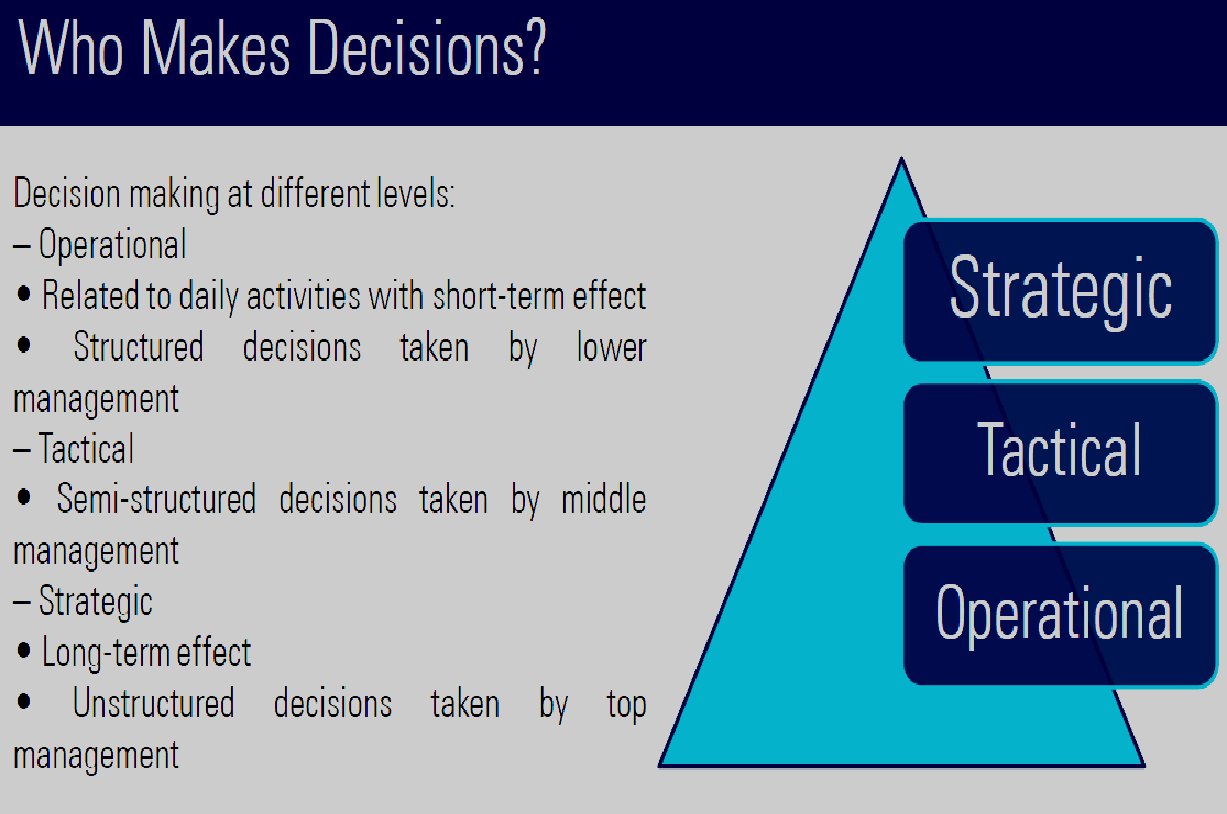 Who Makes Decisions?
Decision making at different levels:
– Operational
• Related to daily activities with short-term effect
• Structured decisions taken by lower
management
– Tactical
• Semi-structured decisions taken by middle
management
– Strategic
• Long-term effect
• Unstructured decisions taken by top
management
Strategic
Tactical
Operational